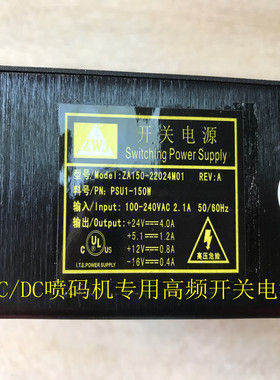 ZWJ
开关电源
Switching Power Supply
型号/Model:ZA150-22024M01 REV:A
料号/PN: PSU1-150W
输入/Input: 100-240VAC 2.1A 50/60Hz
输出/Output: +24V⎓4.0A
+5.1⎓1.2A
+12V⎓0.8A
-16V⎓0.4A
C UL US
I.T.E.POWER SUPPLY
高压危险
C/DC喷码机专用高频开关电